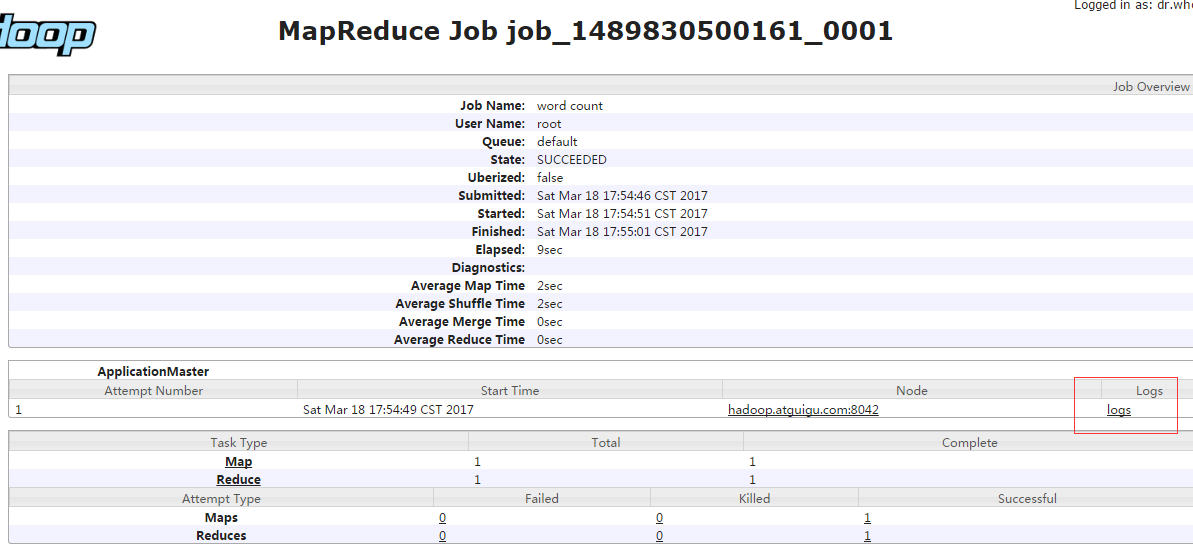 Logged in as: dr.who
doop
MapReduce Job job_1489830500161_0001
Job Overview
Job Name: word count
User Name: root
Queue: default
State: SUCCEEDED
Uberized: false
Submitted: Sat Mar 18 17:54:46 CST 2017
Started: Sat Mar 18 17:54:51 CST 2017
Finished: Sat Mar 18 17:55:01 CST 2017
Elapsed: 9sec
Diagnostics:
Average Map Time 2sec
Average Shuffle Time 2sec
Average Merge Time 0sec
Average Reduce Time 0sec
ApplicationMaster
Attempt Number Start Time Node Logs
1 Sat Mar 18 17:54:49 CST 2017 hadoop.atguigu.com:8042 logs
Task Type Total Complete
Map 1 1
Reduce 1 1
Attempt Type Failed Killed Successful
Maps 0 0 1
Reduces 0 0 1